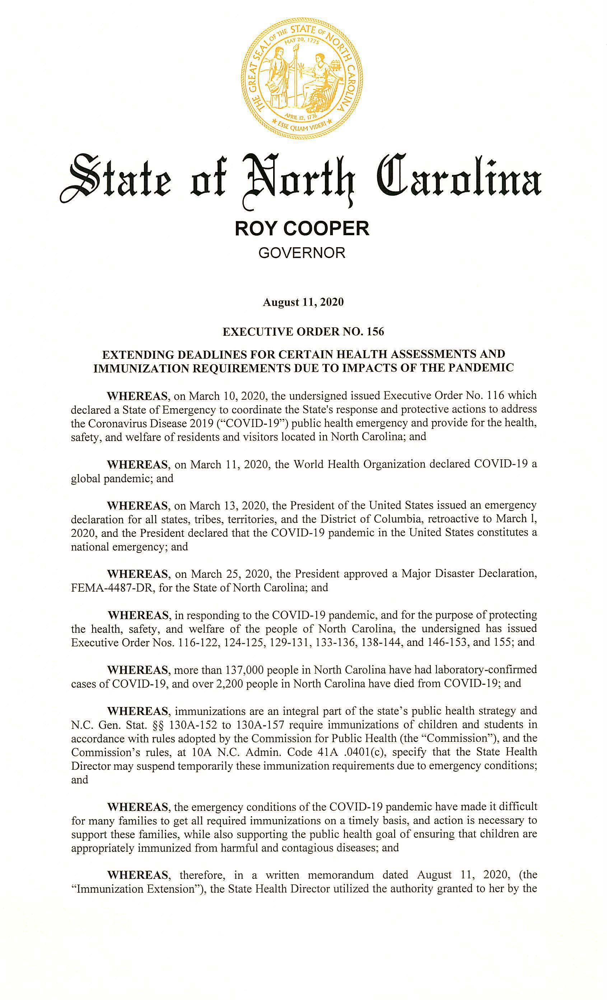 THE GREAT SEAL OF THE STATE OF NORTH CAROLINA
MAY 20, 1775
APRIL 12, 1776
★ ESSE QUAM VIDERI ★
State of North Carolina
ROY COOPER
GOVERNOR
August 11, 2020
EXECUTIVE ORDER NO. 156
EXTENDING DEADLINES FOR CERTAIN HEALTH ASSESSMENTS AND
IMMUNIZATION REQUIREMENTS DUE TO IMPACTS OF THE PANDEMIC
WHEREAS, on March 10, 2020, the undersigned issued Executive Order No. 116 which
declared a State of Emergency to coordinate the State's response and protective actions to address
the Coronavirus Disease 2019 (“COVID-19”) public health emergency and provide for the health,
safety, and welfare of residents and visitors located in North Carolina; and
WHEREAS, on March 11, 2020, the World Health Organization declared COVID-19 a
global pandemic; and
WHEREAS, on March 13, 2020, the President of the United States issued an emergency
declaration for all states, tribes, territories, and the District of Columbia, retroactive to March 1,
2020, and the President declared that the COVID-19 pandemic in the United States constitutes a
national emergency; and
WHEREAS, on March 25, 2020, the President approved a Major Disaster Declaration,
FEMA-4487-DR, for the State of North Carolina; and
WHEREAS, in responding to the COVID-19 pandemic, and for the purpose of protecting
the health, safety, and welfare of the people of North Carolina, the undersigned has issued
Executive Order Nos. 116-122, 124-125, 129-131, 133-136, 138-144, and 146-153, and 155; and
WHEREAS, more than 137,000 people in North Carolina have had laboratory-confirmed
cases of COVID-19, and over 2,200 people in North Carolina have died from COVID-19; and
WHEREAS, immunizations are an integral part of the state’s public health strategy and
N.C. Gen. Stat. §§ 130A-152 to 130A-157 require immunizations of children and students in
accordance with rules adopted by the Commission for Public Health (the “Commission”), and the
Commission’s rules, at 10A N.C. Admin. Code 41A .0401(c), specify that the State Health
Director may suspend temporarily these immunization requirements due to emergency conditions;
and
WHEREAS, the emergency conditions of the COVID-19 pandemic have made it difficult
for many families to get all required immunizations on a timely basis, and action is necessary to
support these families, while also supporting the public health goal of ensuring that children are
appropriately immunized from harmful and contagious diseases; and
WHEREAS, therefore, in a written memorandum dated August 11, 2020, (the
“Immunization Extension”), the State Health Director utilized the authority granted to her by the